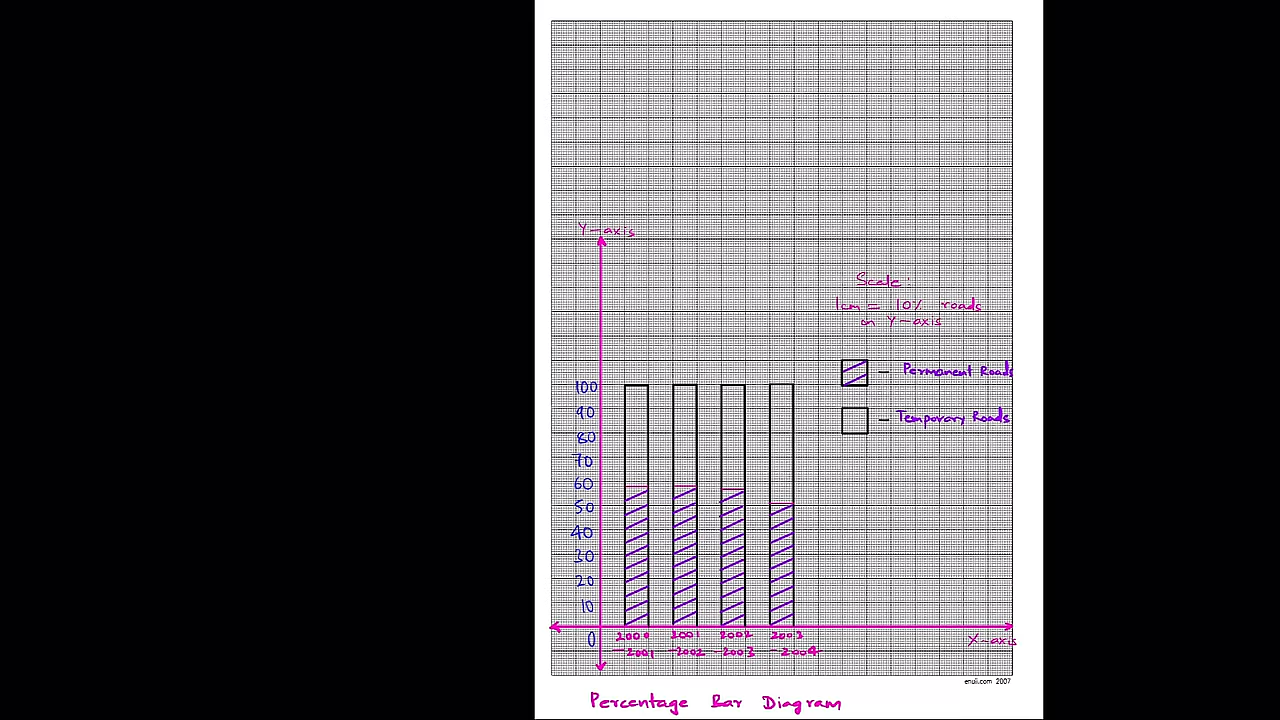 Y-axis
Scale:
1cm = 10% roads
on Y-axis
- Permanent Roads
- Temporary Roads
100
90
80
70
60
50
40
30
20
10
0
2000 2001 2002 2003
-2001 -2002 -2003 -2004
X-axis
enull.com 2007
Percentage Bar Diagram